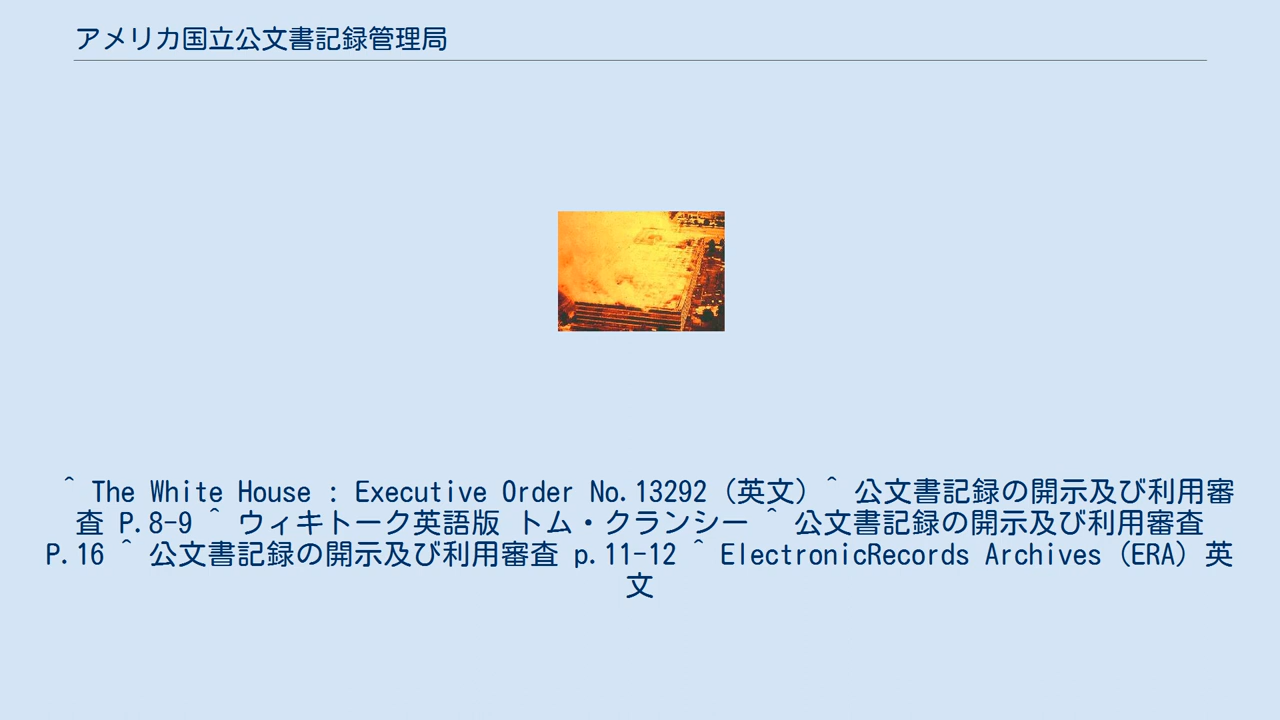 アメリカ国立公文書記録管理局
^ The White House : Executive Order No.13292（英文）^ 公文書記録の開示及び利用審
査 P.8-9 ^ ウィキトーク英語版 トム・クランシー ^ 公文書記録の開示及び利用審査
P.16 ^ 公文書記録の開示及び利用審査 p.11-12 ^ ElectronicRecords Archives（ERA）英
文